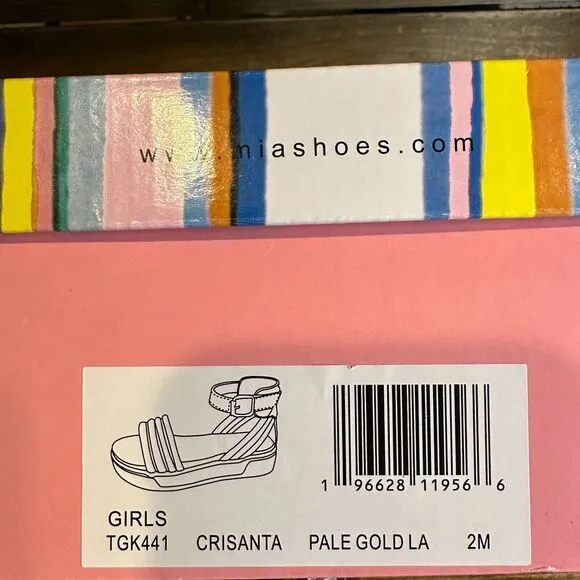 www.miashoes.com
1 96628 11956 6
GIRLS
TGK441 CRISANTA PALE GOLD LA 2M